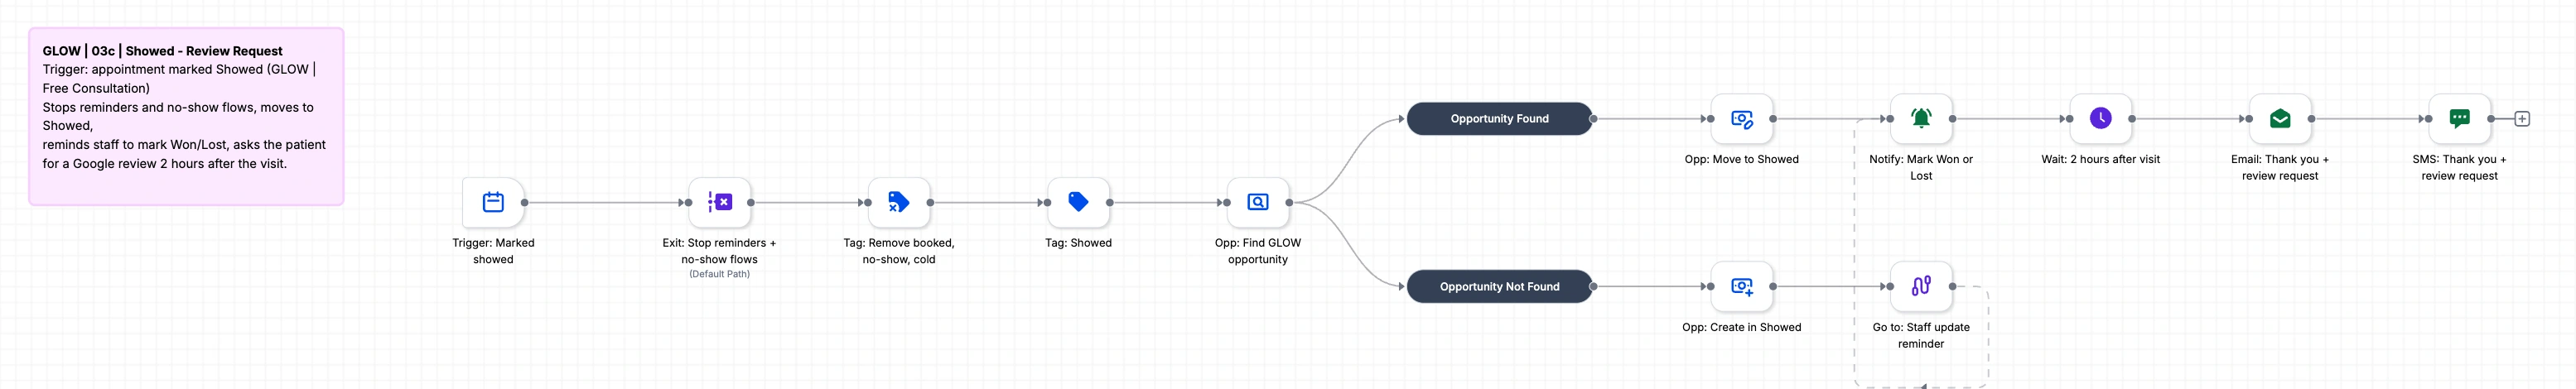 GLOW | 03c | Showed - Review Request
Trigger: appointment marked Showed (GLOW |
Free Consultation)
Stops reminders and no-show flows, moves to
Showed,
reminds staff to mark Won/Lost, asks the patient
for a Google review 2 hours after the visit.
Trigger: Marked
showed
Exit: Stop reminders +
no-show flows
(Default Path)
Tag: Remove booked,
no-show, cold
Tag: Showed
Opp: Find GLOW
opportunity
Opportunity Found
Opp: Move to Showed
Notify: Mark Won or
Lost
Wait: 2 hours after visit
Email: Thank you +
review request
SMS: Thank you +
review request
Opportunity Not Found
Opp: Create in Showed
Go to: Staff update
reminder